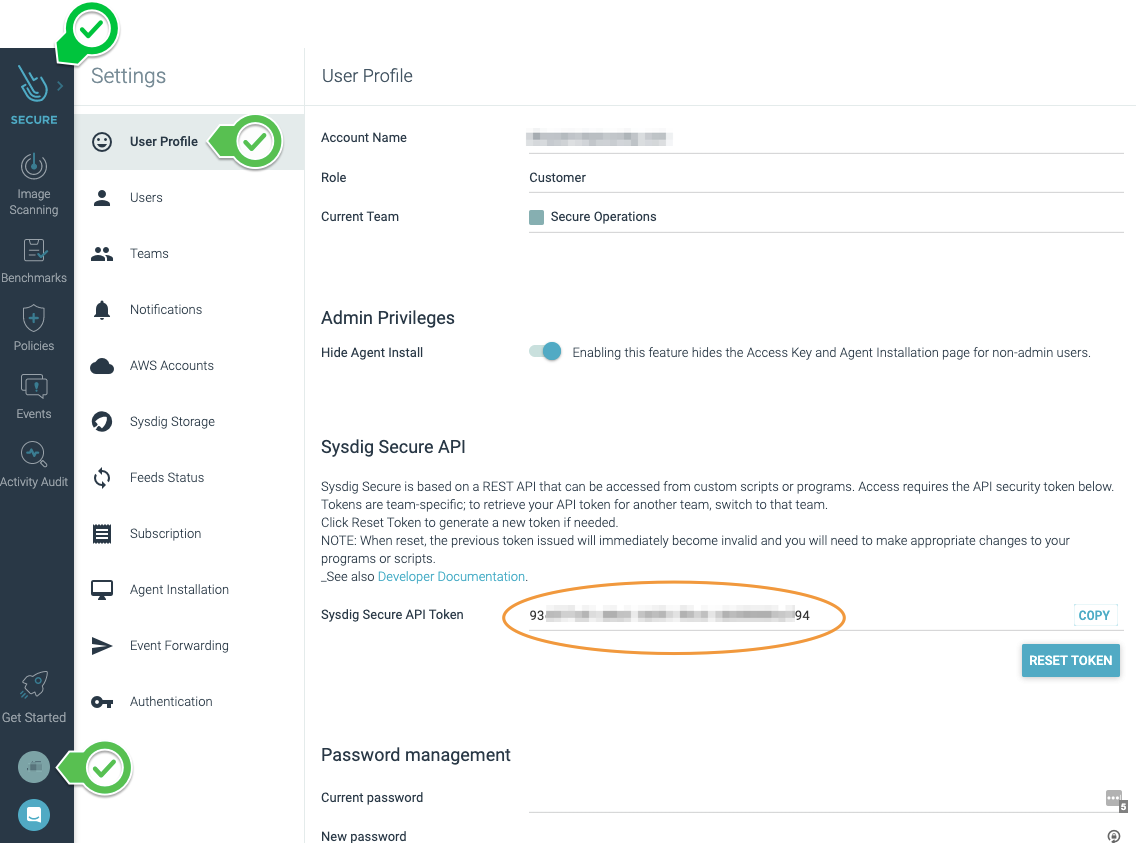 SECURE
Image
Scanning
Benchmarks
Policies
Events
Activity Audit
Get Started
Settings
User Profile
Users
Teams
Notifications
AWS Accounts
Sysdig Storage
Feeds Status
Subscription
Agent Installation
Event Forwarding
Authentication
User Profile
Account Name
Role Customer
Current Team Secure Operations
Admin Privileges
Hide Agent Install Enabling this feature hides the Access Key and Agent Installation page for non-admin users.
Sysdig Secure API
Sysdig Secure is based on a REST API that can be accessed from custom scripts or programs. Access requires the API security token below.
Tokens are team-specific; to retrieve your API token for another team, switch to that team.
Click Reset Token to generate a new token if needed.
NOTE: When reset, the previous token issued will immediately become invalid and you will need to make appropriate changes to your
programs or scripts.
_See also Developer Documentation.
Sysdig Secure API Token 93 94 COPY
RESET TOKEN
Password management
Current password 5
New password